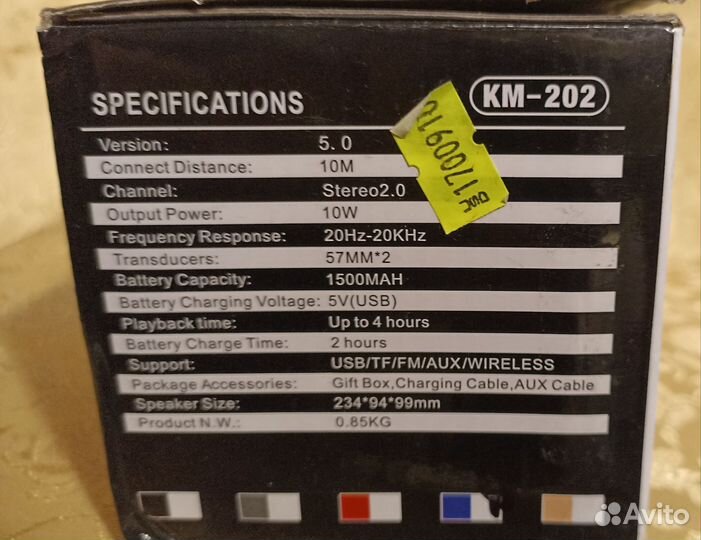 SPECIFICATIONS
KM-202
Version: 5.0
Connect Distance: 10M
Channel: Stereo2.0
Output Power: 10W
Frequency Response: 20Hz-20KHz
Transducers: 57MM*2
Battery Capacity: 1500MAH
Battery Charging Voltage: 5V(USB)
Playback time: Up to 4 hours
Battery Charge Time: 2 hours
Support: USB/TF/FM/AUX/WIRELESS
Package Accessories: Gift Box,Charging Cable,AUX Cable
Speaker Size: 234*94*99mm
Product N.W.: 0.85KG
Avito